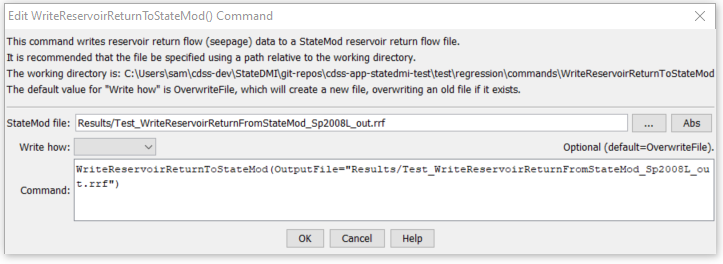 Edit WriteReservoirReturnToStateMod() Command
This command writes reservoir return flow (seepage) data to a StateMod reservoir return flow file.
It is recommended that the file be specified using a path relative to the working directory.
The working directory is: C:\Users\sam\cdss-dev\StateDMI\git-repos\cdss-app-statedmi-test\test\regression\commands\WriteReservoirReturnToStateMod
The default value for "Write how" is OverwriteFile, which will create a new file, overwriting an old file if it exists.
StateMod file: Results/Test_WriteReservoirReturnFromStateMod_Sp2008L_out.rrf ... Abs
Write how: Optional (default=OverwriteFile).
Command: WriteReservoirReturnToStateMod(OutputFile="Results/Test_WriteReservoirReturnFromStateMod_Sp2008L_ou
t.rrf")
OK Cancel Help